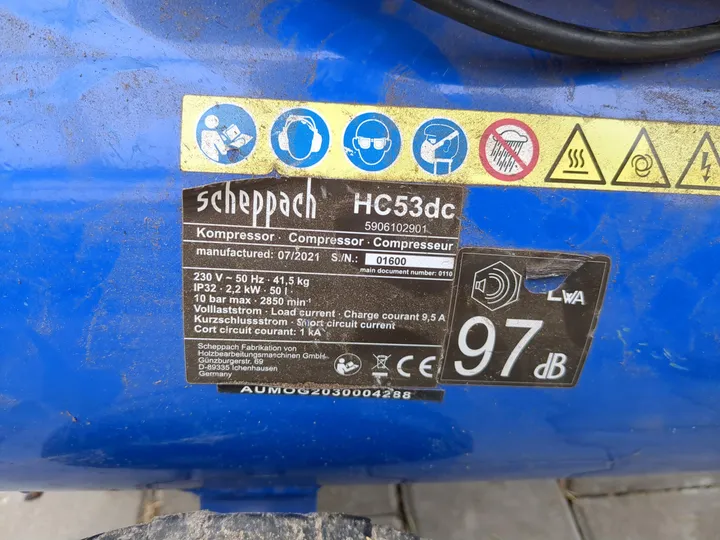 scheppach HC53dc
5906102901
Kompressor · Compressor · Compresseur
manufactured: 07/2021 S./N.: 01600
main document number: 0110
230 V ~ 50 Hz · 41,5 kg
IP32 · 2,2 kW · 50 l
10 bar max · 2850 min⁻¹
Volllaststrom · Load current · Charge courant 9,5 A
Kurzschlussstrom · Short circuit current
Cort circuit courant: 1 kA
Scheppach Fabrikation von
Holzbearbeitungsmaschinen GmbH
Günzburgerstr. 69
D-89335 Ichenhausen
Germany
CE
LWA
97 dB
AUMOG2030004288